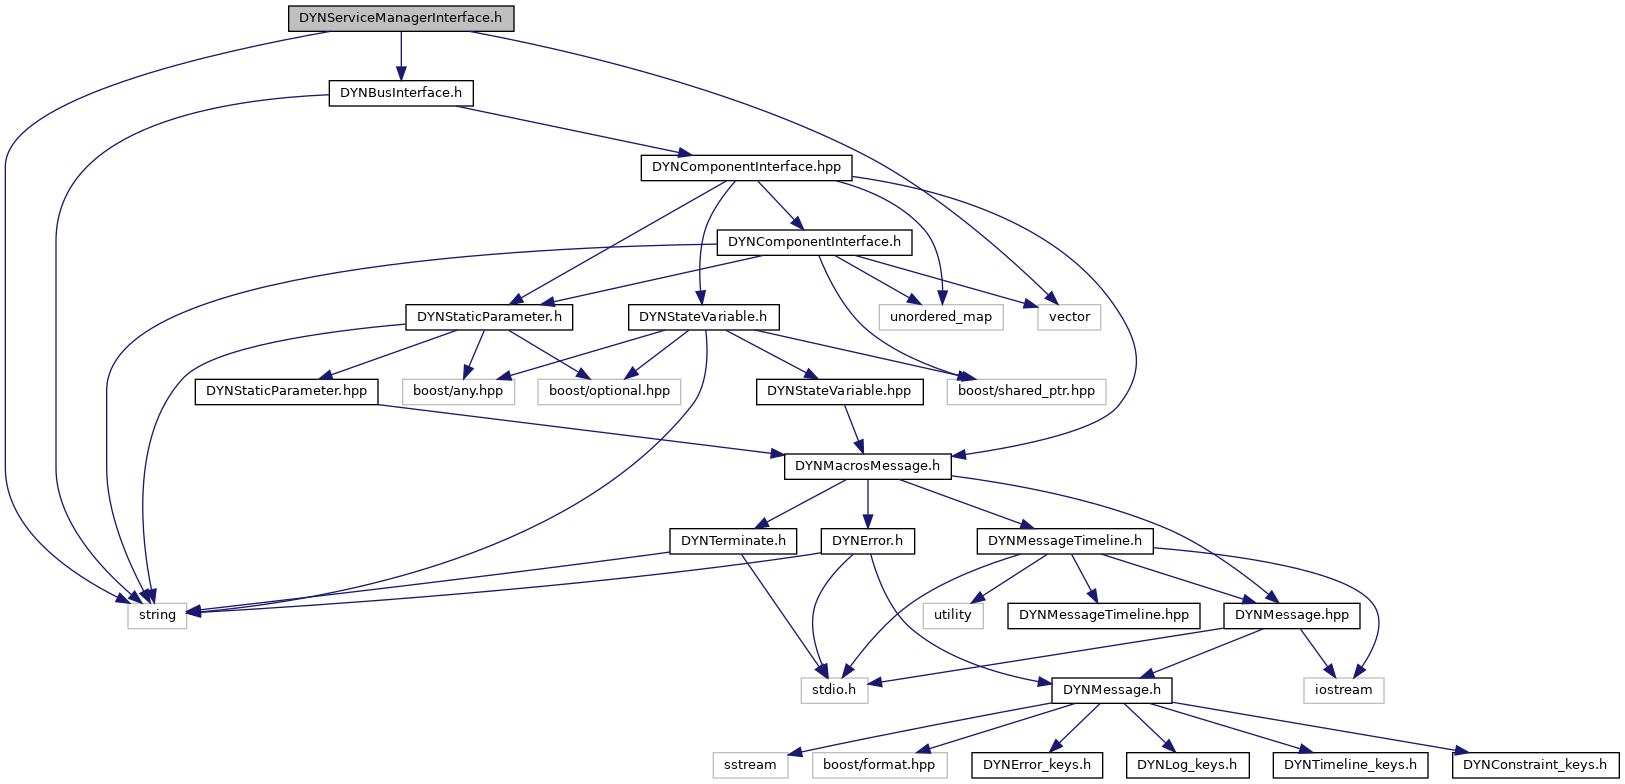 DYNServiceManagerInterface.h
DYNBusInterface.h
DYNComponentInterface.hpp
DYNComponentInterface.h
DYNStaticParameter.h
DYNStateVariable.h
unordered_map
vector
DYNStaticParameter.hpp
boost/any.hpp
boost/optional.hpp
DYNStateVariable.hpp
boost/shared_ptr.hpp
DYNMacrosMessage.h
DYNTerminate.h
DYNError.h
DYNMessageTimeline.h
string
utility
DYNMessageTimeline.hpp
DYNMessage.hpp
stdio.h
DYNMessage.h
iostream
sstream
boost/format.hpp
DYNError_keys.h
DYNLog_keys.h
DYNTimeline_keys.h
DYNConstraint_keys.h